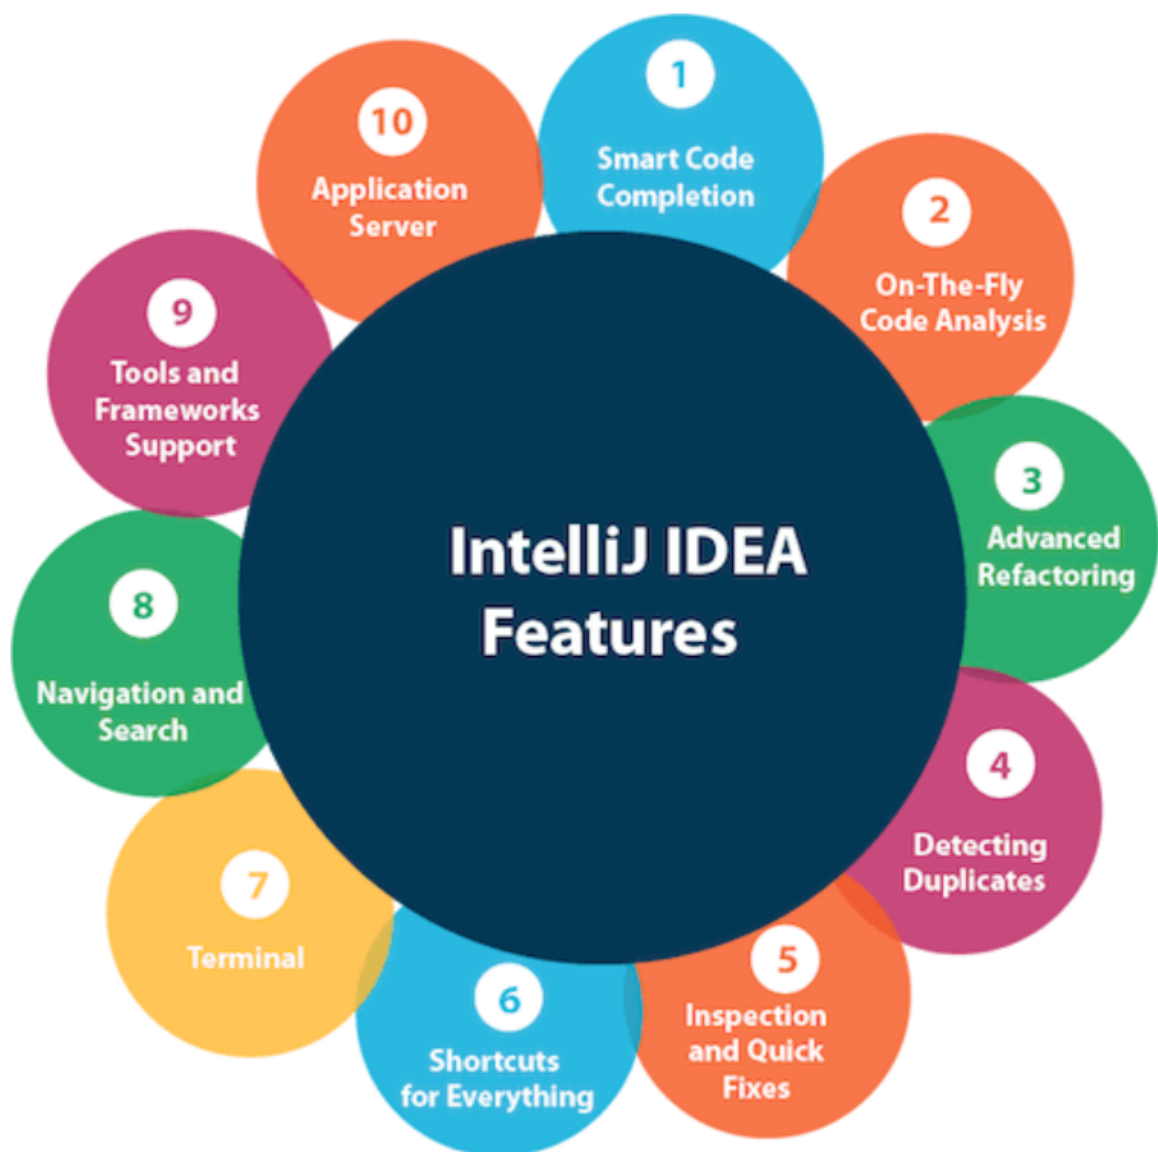 IntelliJ IDEA
Features
1
Smart Code
Completion
2
On-The-Fly
Code Analysis
3
Advanced
Refactoring
4
Detecting
Duplicates
5
Inspection
and Quick
Fixes
6
Shortcuts
for Everything
7
Terminal
8
Navigation and
Search
9
Tools and
Frameworks
Support
10
Application
Server